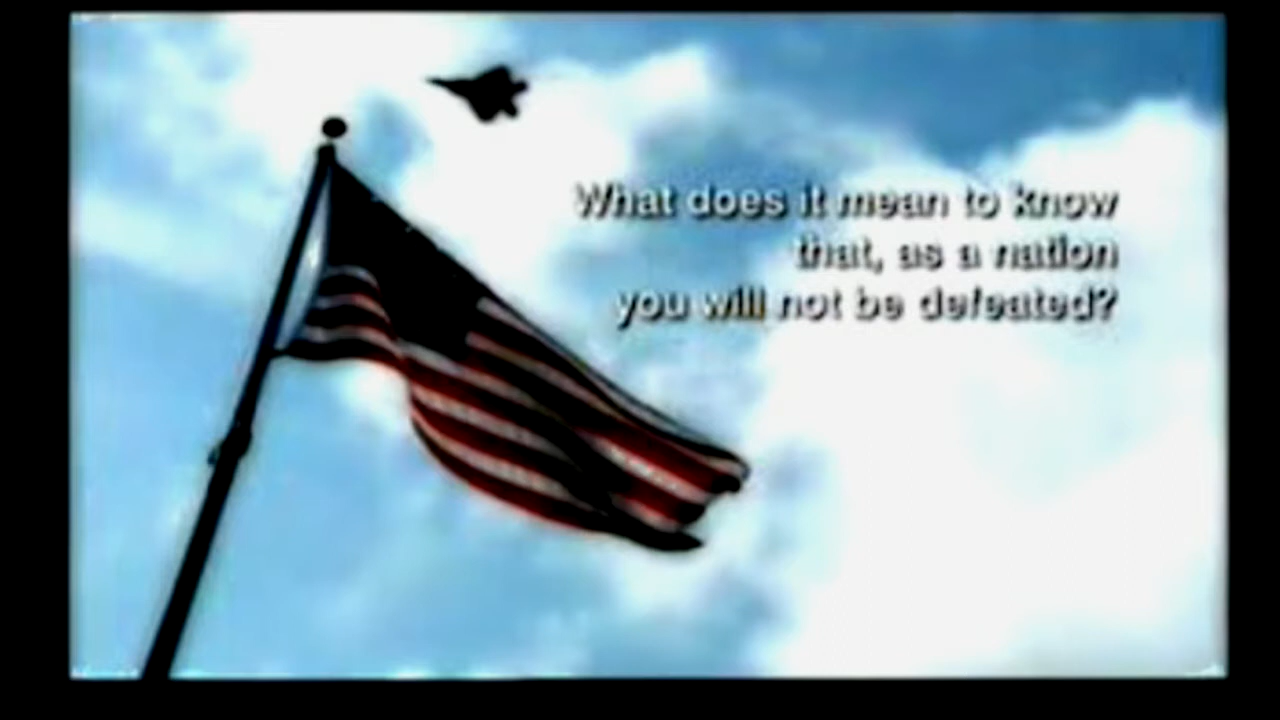 What does it mean to know
that, as a nation
you will not be defeated?